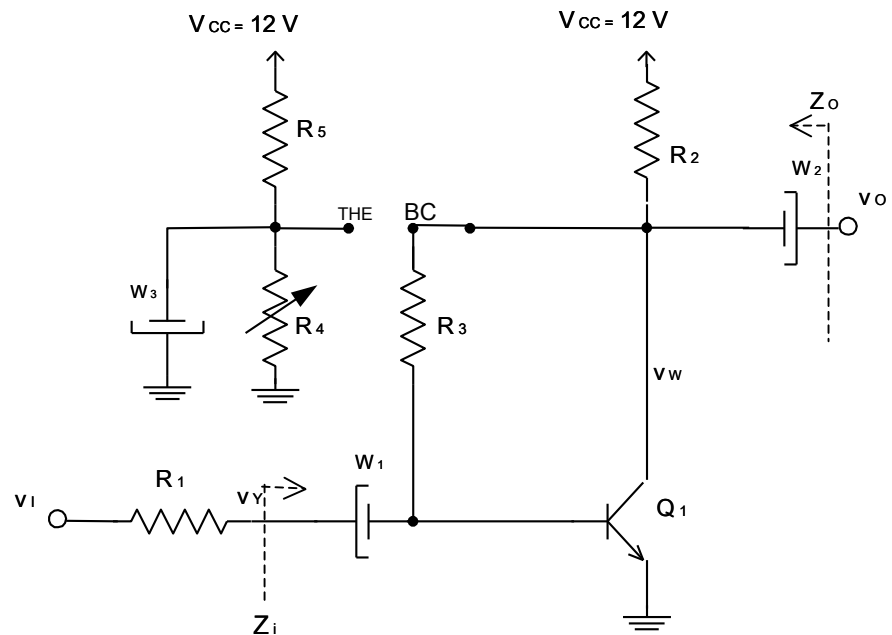 VCC = 12 V
VCC = 12 V
R5
R2
ZO
W2
vO
THE
BC
W3
R4
R3
vW
W1
R1
vI
vY
Q1
Zi